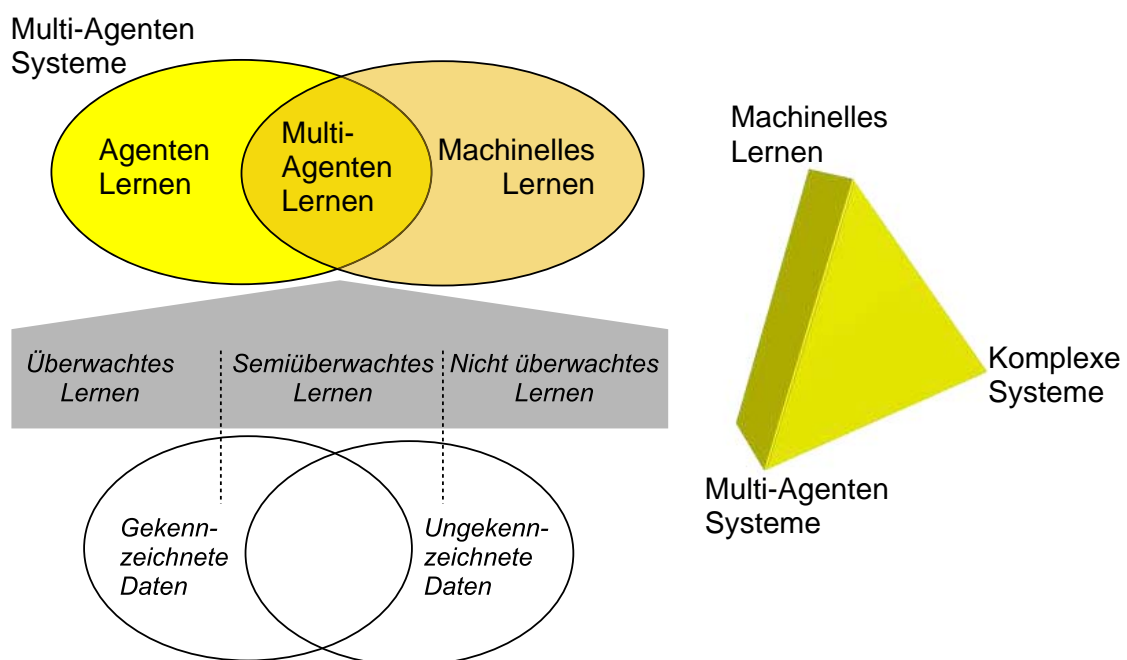 Multi-Agenten
Systeme
Agenten
Lernen
Multi-
Agenten
Lernen
Machinelles
Lernen
Überwachtes
Lernen
Semiüberwachtes
Lernen
Nicht überwachtes
Lernen
Gekenn-
zeichnete
Daten
Ungekenn-
zeichnete
Daten
Machinelles
Lernen
Komplexe
Systeme
Multi-Agenten
Systeme